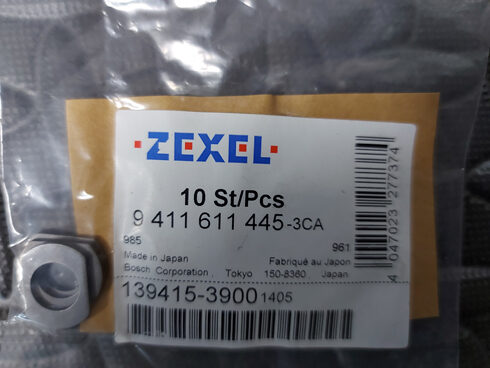 ·ZEXEL·
10 St/Pcs
9 411 611 445-3CA
985 961
Made in Japan Fabriqué au Japon
Bosch Corporation, Tokyo 150-8360, Japan
139415-3900 1405
4 047023 277374